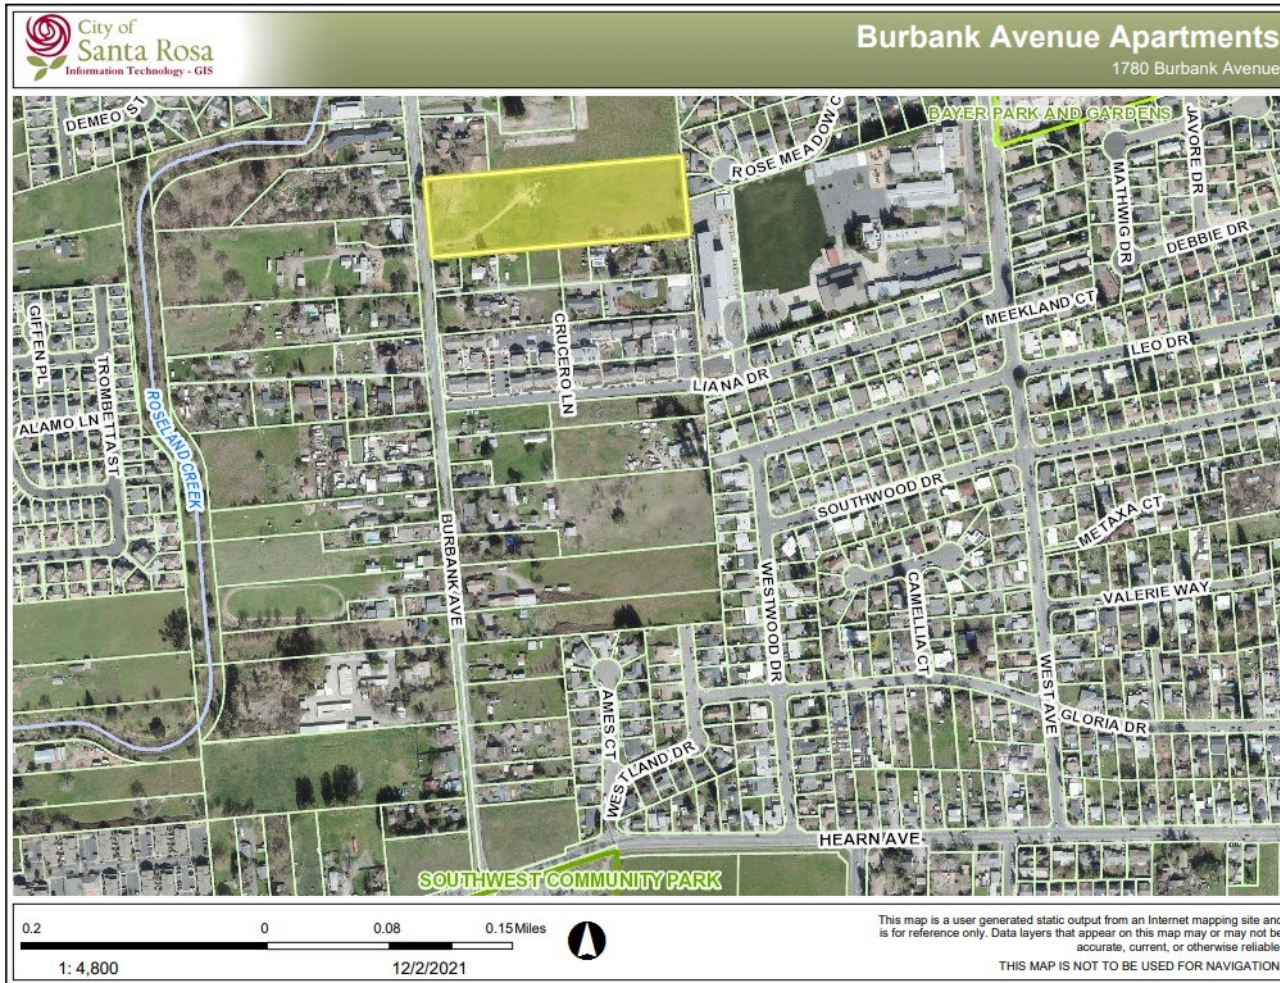 City of
Santa Rosa
Information Technology - GIS
Burbank Avenue Apartments
1780 Burbank Avenue
DEMEO ST
ROSE MEADOW C
BAYER PARK AND GARDENS
JAVORE DR
MATHWIG DR
DEBBIE DR
GIFFEN PL
TROMBETTA ST
ALAMO LN
ROSELAND CREEK
CRUCERO LN
LIANA DR
MEEKLAND CT
LEO DR
BURBANK AVE
SOUTHWOOD DR
METAXA CT
WESTWOOD DR
CAMELLIA CT
VALERIE WAY
WEST AVE
GLORIA DR
AMES CT
WESTLAND DR
HEARN AVE
SOUTHWEST COMMUNITY PARK
0.2 0 0.08 0.15 Miles
1: 4,800 12/2/2021
This map is a user generated static output from an Internet mapping site and
is for reference only. Data layers that appear on this map may or may not be
accurate, current, or otherwise reliable
THIS MAP IS NOT TO BE USED FOR NAVIGATION